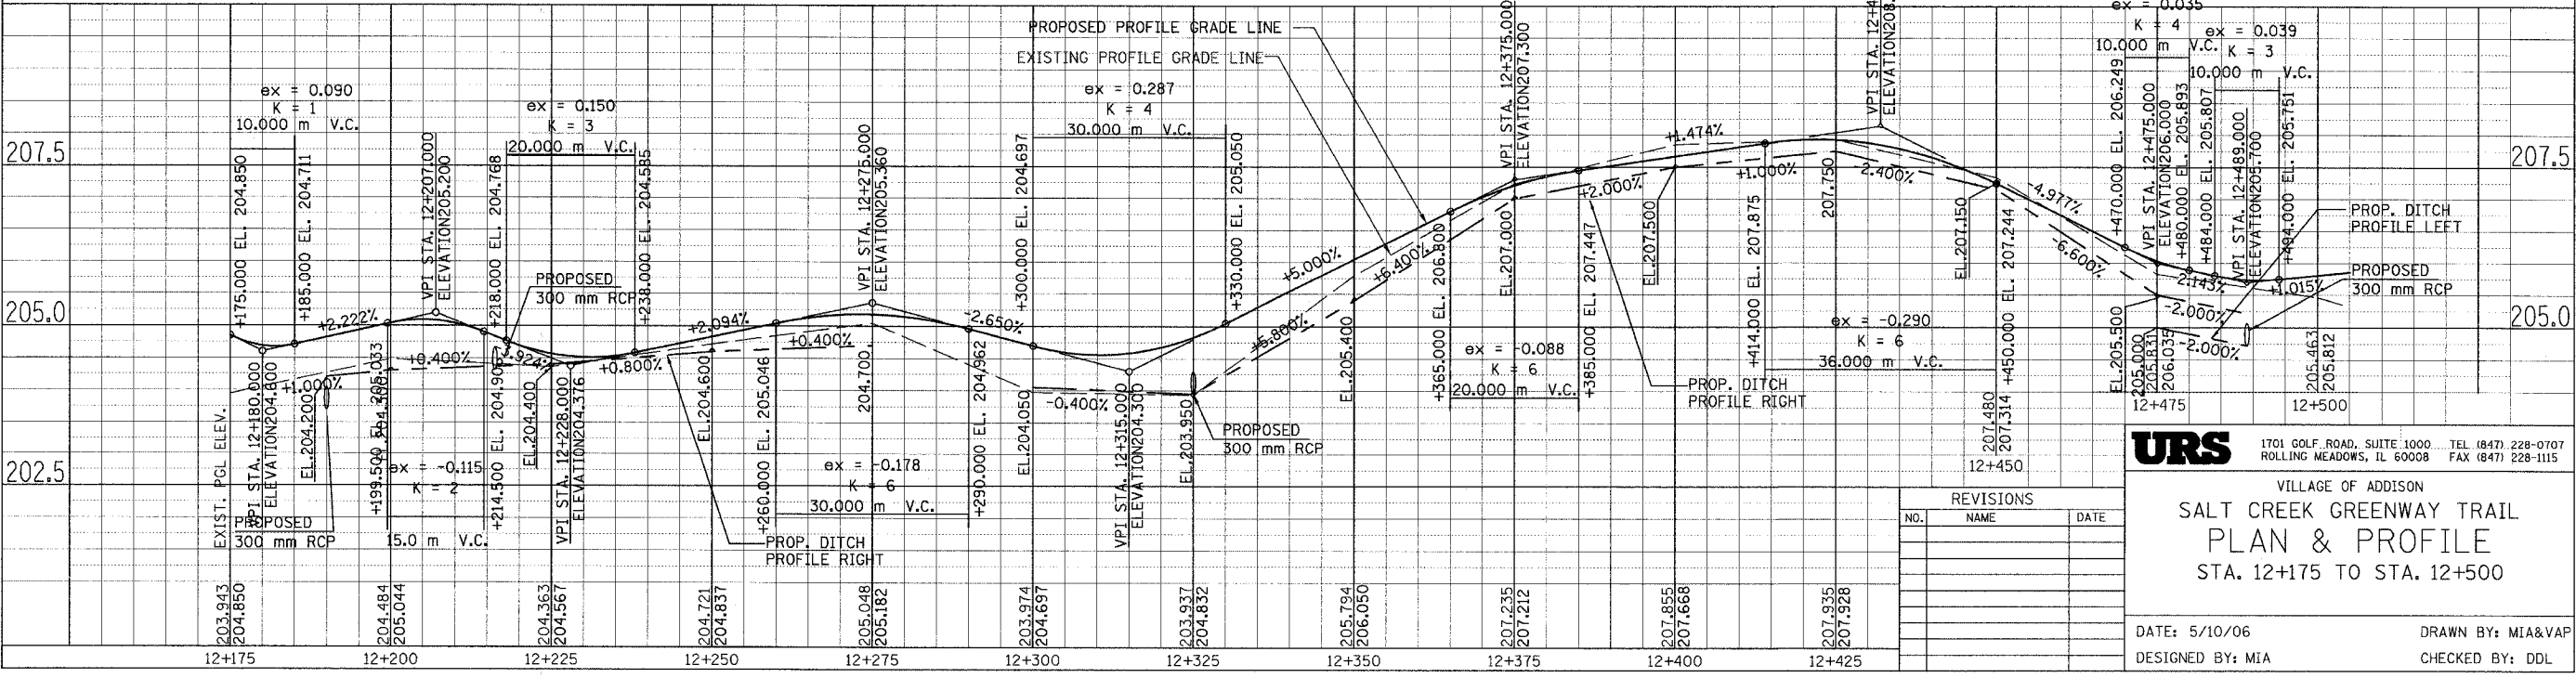 PROPOSED PROFILE GRADE LINE
EXISTING PROFILE GRADE LINE
ex = 0.090
K = 1
10.000 m V.C.
ex = 0.150
K = 3
20.000 m V.C.
ex = 0.287
K = 4
30.000 m V.C.
ex = 0.035
K = 4
10.000 m V.C.
ex = 0.039
K = 3
10.000 m V.C.
207.5
207.5
205.0
205.0
202.5
+175.000 EL. 204.850
+185.000 EL. 204.711
VPI STA. 12+207.000
ELEVATION205.200
+218.000 EL. 204.768
+238.000 EL. 204.585
VPI STA. 12+275.000
ELEVATION205.360
+300.000 EL. 204.697
+330.000 EL. 205.050
VPI STA. 12+375.000
ELEVATION207.300
VPI STA. 12+4
ELEVATION208.
+470.000 EL. 206.249
VPI STA. 12+475.000
ELEVATION206.000
+480.000 EL. 205.893
+484.000 EL. 205.807
VPI STA. 12+489.000
ELEVATION205.700
+494.000 EL. 205.751
+2.222%
+0.400%
-3.924%
+1.000%
+0.800%
+2.094%
+0.400%
-2.650%
-0.400%
+5.000%
+5.800%
+6.400%
+2.000%
+1.474%
+1.000%
2.400%
-4.977%
-6.600%
-2.143%
+1.015%
-2.000%
-2.000%
PROPOSED
300 mm RCP
PROPOSED
300 mm RCP
PROPOSED
300 mm RCP
PROPOSED
300 mm RCP
PROP. DITCH
PROFILE LEFT
PROP. DITCH
PROFILE RIGHT
PROP. DITCH
PROFILE RIGHT
EXIST. PGL ELEV.
VPI STA. 12+180.000
ELEVATION204.600
EL.204.200
+199.500 EL. 205.033
ex = -0.115
K = 2
15.0 m V.C.
EL.204.400
VPI STA. 12+228.000
ELEVATION204.376
EL.204.600
+260.000 EL. 205.046
204.700
ex = -0.178
K = 6
30.000 m V.C.
+290.000 EL. 204.962
EL.204.050
VPI STA. 12+315.000
ELEVATION204.300
EL.203.950
EL.205.400
+365.000 EL. 206.800
ex = -0.088
K = 6
20.000 m V.C.
EL.207.000
+385.000 EL. 207.447
EL.207.500
+414.000 EL. 207.875
207.750
ex = -0.290
K = 6
36.000 m V.C.
EL.207.150
+450.000 EL. 207.244
207.480
207.314
12+450
EL.205.500
205.000
205.831
206.035
12+475
205.463
205.812
12+500
203.943
204.850
204.484
205.044
204.363
204.567
204.721
204.837
205.048
205.182
203.974
204.697
203.937
204.832
205.794
206.050
207.235
207.212
207.855
207.668
207.935
207.928
12+175
12+200
12+225
12+250
12+275
12+300
12+325
12+350
12+375
12+400
12+425
REVISIONS
NO. NAME DATE
URS
1701 GOLF ROAD, SUITE 1000 TEL (847) 228-0707
ROLLING MEADOWS, IL 60008 FAX (847) 228-1115
VILLAGE OF ADDISON
SALT CREEK GREENWAY TRAIL
PLAN & PROFILE
STA. 12+175 TO STA. 12+500
DATE: 5/10/06 DRAWN BY: MIA&VAP
DESIGNED BY: MIA CHECKED BY: DDL